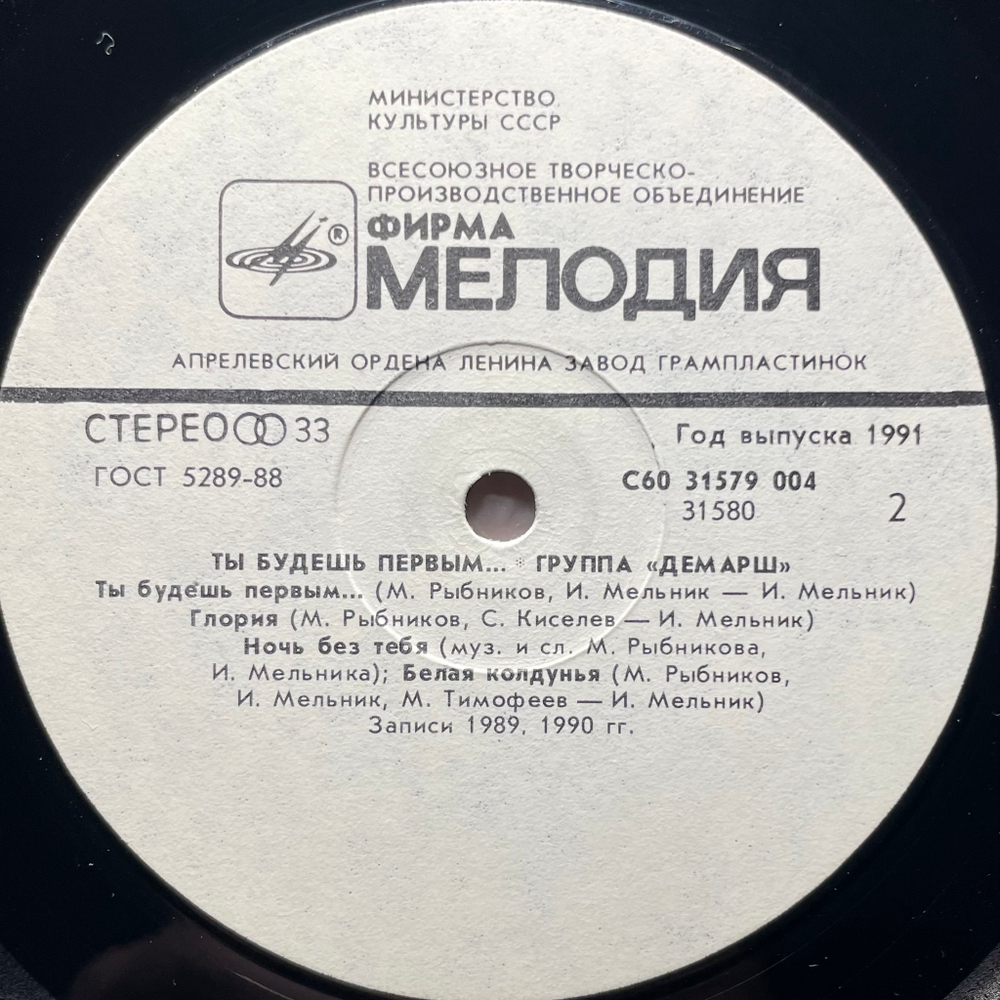 МИНИСТЕРСТВО
КУЛЬТУРЫ СССР
ВСЕСОЮЗНОЕ ТВОРЧЕСКО-
ПРОИЗВОДСТВЕННОЕ ОБЪЕДИНЕНИЕ
ФИРМА
® МЕЛОДИЯ
АПРЕЛЕВСКИЙ ОРДЕНА ЛЕНИНА ЗАВОД ГРАМПЛАСТИНОК
СТЕРЕО 33 Год выпуска 1991
ГОСТ 5289-88 С60 31579 004
31580 2
ТЫ БУДЕШЬ ПЕРВЫМ... * ГРУППА «ДЕМАРШ»
Ты будешь первым... (М. Рыбников, И. Мельник — И. Мельник)
Глория (М. Рыбников, С. Киселев — И. Мельник)
Ночь без тебя (муз. и сл. М. Рыбникова,
И. Мельника); Белая колдунья (М. Рыбников,
И. Мельник, М. Тимофеев — И. Мельник)
Записи 1989, 1990 гг.